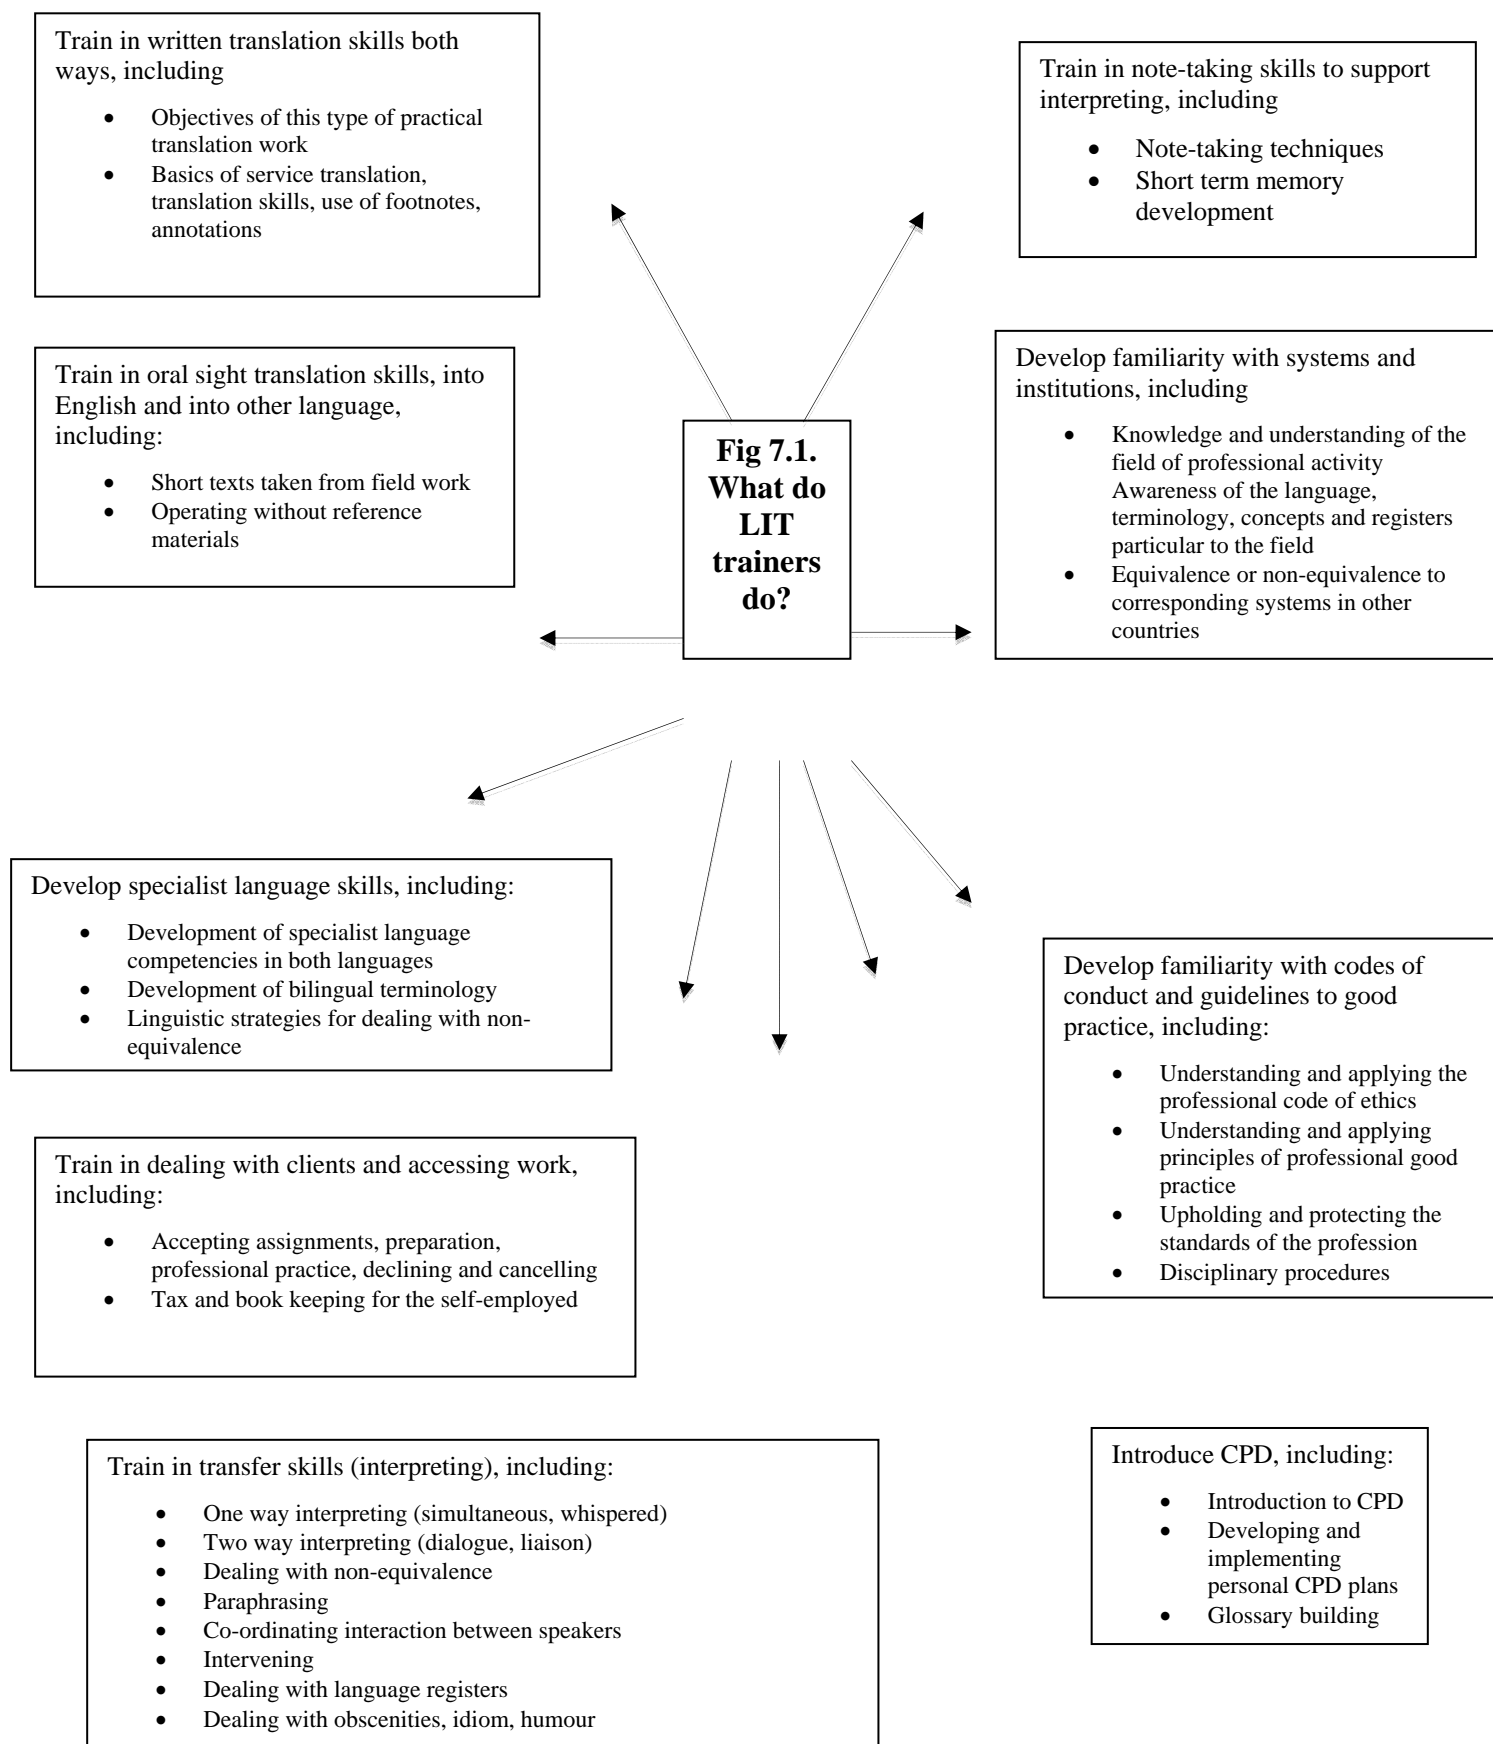 Train in written translation skills both
ways, including
• Objectives of this type of practical
translation work
• Basics of service translation,
translation skills, use of footnotes,
annotations
Train in note-taking skills to support
interpreting, including
• Note-taking techniques
• Short term memory
development
Train in oral sight translation skills, into
English and into other language,
including:
• Short texts taken from field work
• Operating without reference
materials
Fig 7.1.
What do
LIT
trainers
do?
Develop familiarity with systems and
institutions, including
• Knowledge and understanding of the
field of professional activity
Awareness of the language,
terminology, concepts and registers
particular to the field
• Equivalence or non-equivalence to
corresponding systems in other
countries
Develop specialist language skills, including:
• Development of specialist language
competencies in both languages
• Development of bilingual terminology
• Linguistic strategies for dealing with non-
equivalence
Develop familiarity with codes of
conduct and guidelines to good
practice, including:
• Understanding and applying the
professional code of ethics
• Understanding and applying
principles of professional good
practice
• Upholding and protecting the
standards of the profession
• Disciplinary procedures
Train in dealing with clients and accessing work,
including:
• Accepting assignments, preparation,
professional practice, declining and cancelling
• Tax and book keeping for the self-employed
Train in transfer skills (interpreting), including:
• One way interpreting (simultaneous, whispered)
• Two way interpreting (dialogue, liaison)
• Dealing with non-equivalence
• Paraphrasing
• Co-ordinating interaction between speakers
• Intervening
• Dealing with language registers
• Dealing with obscenities, idiom, humour
Introduce CPD, including:
• Introduction to CPD
• Developing and
implementing
personal CPD plans
• Glossary building